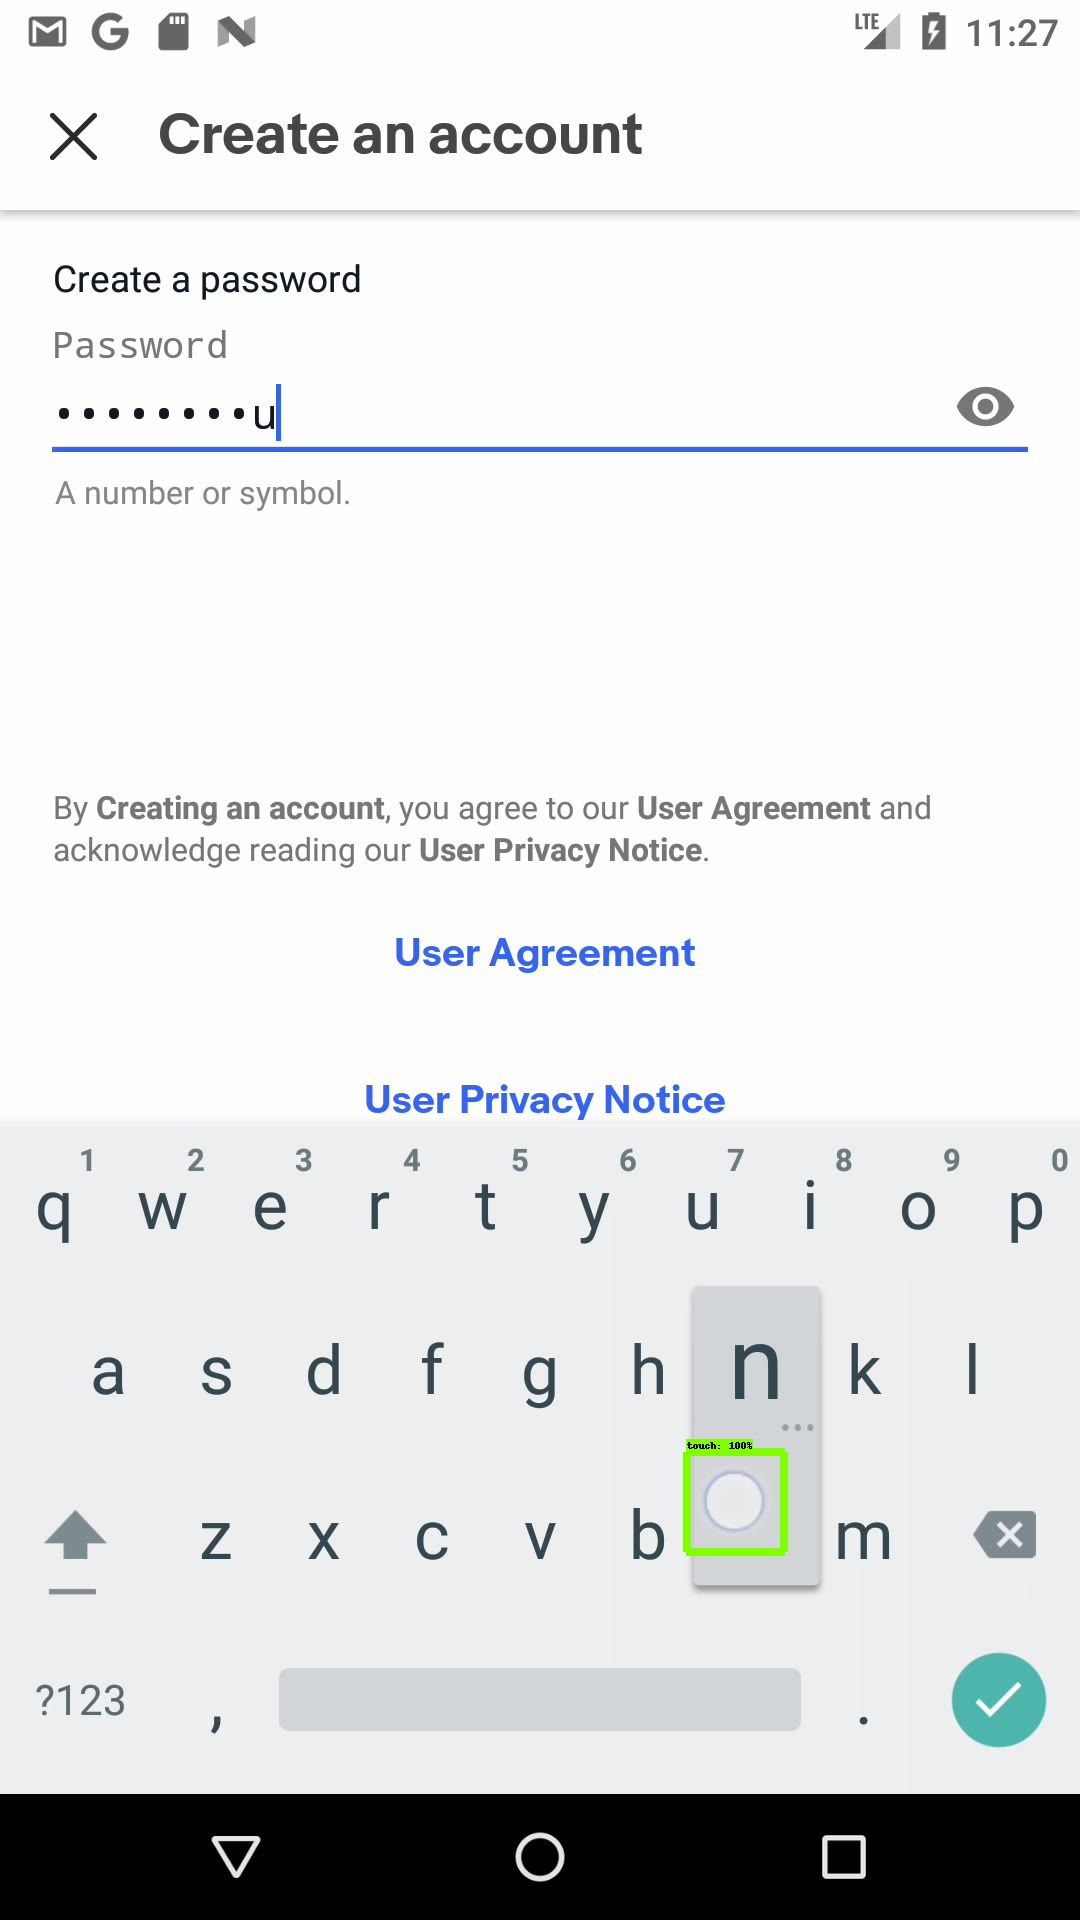 LTE 11:27
Create an account
Create a password
Password
••••••••u
A number or symbol.
By Creating an account, you agree to our User Agreement and
acknowledge reading our User Privacy Notice.
User Agreement
User Privacy Notice
1 2 3 4 5 6 7 8 9 0
q w e r t y u i o p
a s d f g h n k l
touch: 100%
z x c v b m
?123 , .